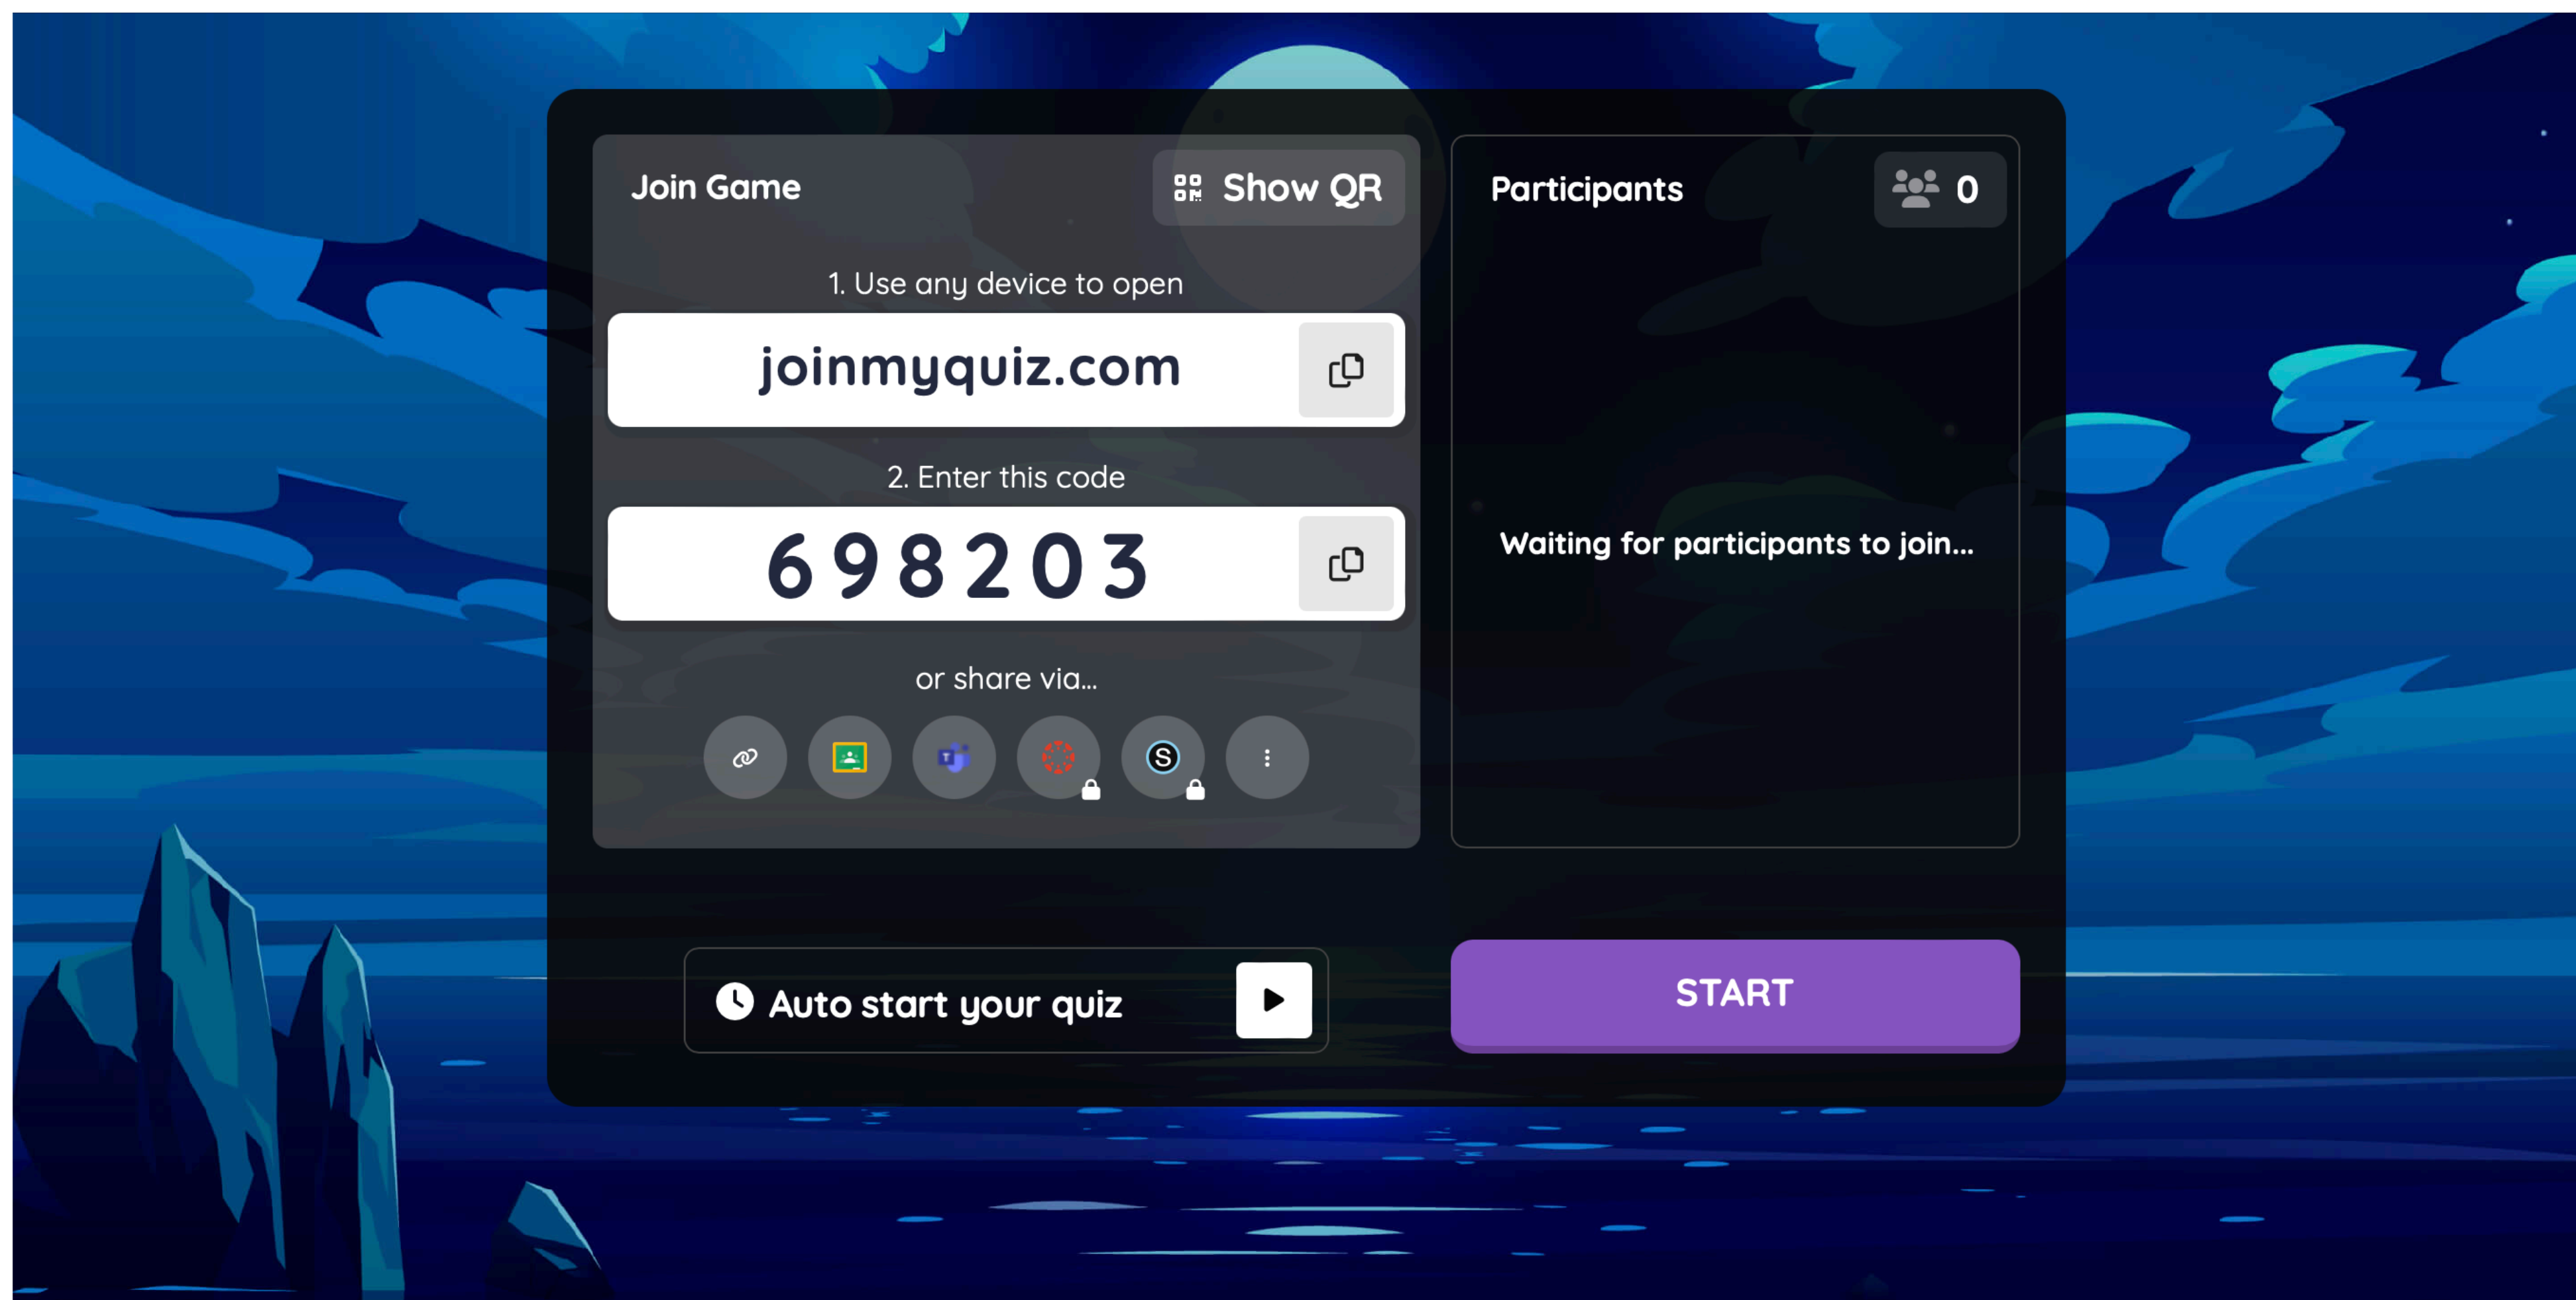 Join Game
Show QR
1. Use any device to open
joinmyquiz.com
2. Enter this code
698203
or share via...
T
S
Participants
0
Waiting for participants to join...
Auto start your quiz
START